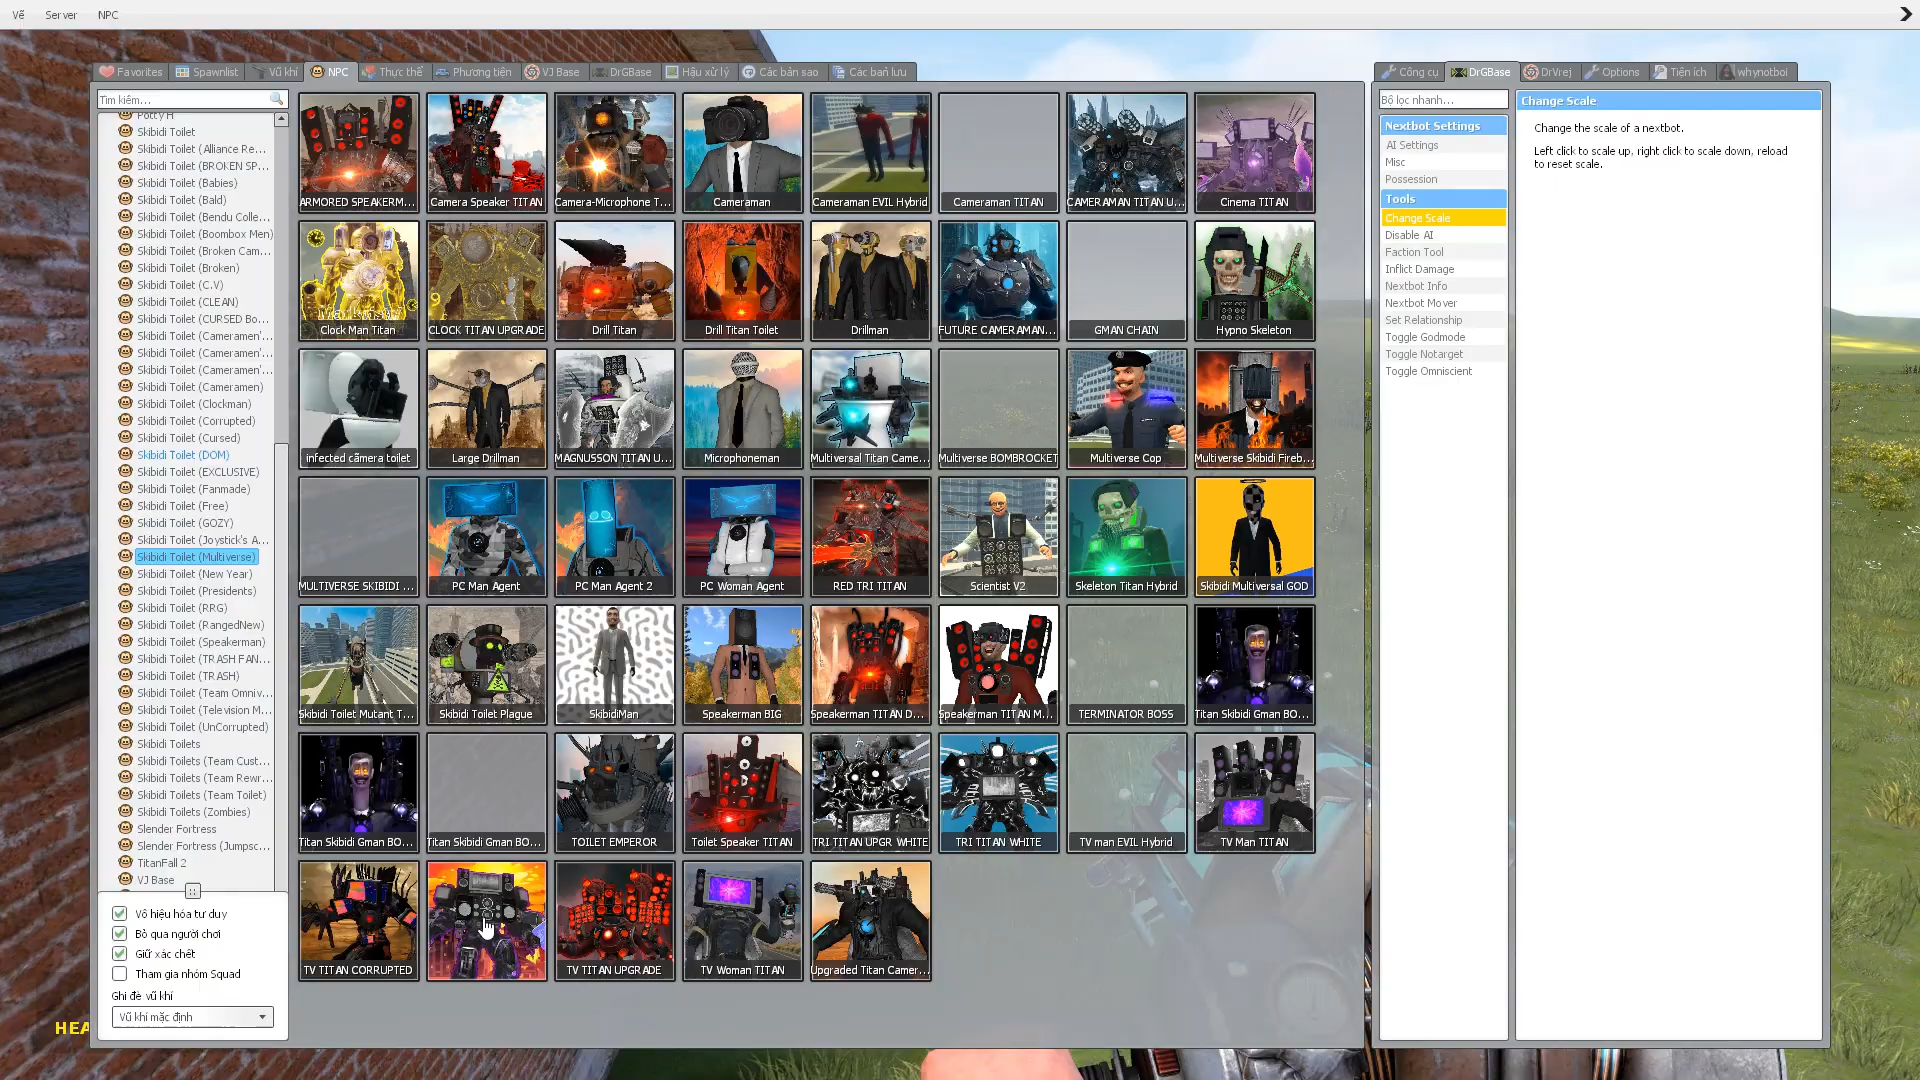 Vẽ Server NPC
Favorites Spawnlist Vũ khí NPC Thực thể Phương tiện VJ Base DrGBase Hậu xử lý Các bản sao Các bản lưu
Công cụ DrGBase DrVrej Options Tiện ích whynotboi
Tìm kiếm...
Potty H
Skibidi Toilet
Skibidi Toilet (Alliance Re...
Skibidi Toilet (BROKEN SP...
Skibidi Toilet (Babies)
Skibidi Toilet (Bald)
Skibidi Toilet (Bendu Colle...
Skibidi Toilet (Boombox Men)
Skibidi Toilet (Broken Cam...
Skibidi Toilet (Broken)
Skibidi Toilet (C.V)
Skibidi Toilet (CLEAN)
Skibidi Toilet (CURSED Bo...
Skibidi Toilet (Cameramen'...
Skibidi Toilet (Cameramen'...
Skibidi Toilet (Cameramen'...
Skibidi Toilet (Cameramen)
Skibidi Toilet (Clockman)
Skibidi Toilet (Corrupted)
Skibidi Toilet (Cursed)
Skibidi Toilet (DOM)
Skibidi Toilet (EXCLUSIVE)
Skibidi Toilet (Fanmade)
Skibidi Toilet (Free)
Skibidi Toilet (GOZY)
Skibidi Toilet (Joystick's A...
Skibidi Toilet (Multiverse)
Skibidi Toilet (New Year)
Skibidi Toilet (Presidents)
Skibidi Toilet (RRG)
Skibidi Toilet (RangedNew)
Skibidi Toilet (Speakerman)
Skibidi Toilet (TRASH FAN...
Skibidi Toilet (TRASH)
Skibidi Toilet (Team Omniv...
Skibidi Toilet (Television M...
Skibidi Toilet (UnCorrupted)
Skibidi Toilets
Skibidi Toilets (Team Cust...
Skibidi Toilets (Team Rewr...
Skibidi Toilets (Team Toilet)
Skibidi Toilets (Zombies)
Slender Fortress
Slender Fortress (Jumpsc...
TitanFall 2
VJ Base
Vô hiệu hóa tư duy
Bỏ qua người chơi
Giữ xác chết
Tham gia nhóm Squad
Ghi đè vũ khí
Vũ khí mặc định
HEA
ARMORED SPEAKERM... Camera Speaker TITAN Camera-Microphone T... Cameraman Cameraman EVIL Hybrid Cameraman TITAN CAMERAMAN TITAN U... Cinema TITAN
Clock Man Titan CLOCK TITAN UPGRADE Drill Titan Drill Titan Toilet Drillman FUTURE CAMERAMAN... GMAN CHAIN Hypno Skeleton
infected cãmera toilet Large Drillman MAGNUSSON TITAN U... Microphoneman Multiversal Titan Came... Multiverse BOMBROCKET Multiverse Cop Multiverse Skibidi Fireb...
MULTIVERSE SKIBIDI ... PC Man Agent PC Man Agent 2 PC Woman Agent RED TRI TITAN Scientist V2 Skeleton Titan Hybrid Skibidi Multiversal GOD
Skibidi Toilet Mutant T... Skibidi Toilet Plague SkibidiMan Speakerman BIG Speakerman TITAN D... Speakerman TITAN M... TERMINATOR BOSS Titan Skibidi Gman BO...
Titan Skibidi Gman BO... Titan Skibidi Gman BO... TOILET EMPEROR Toilet Speaker TITAN TRI TITAN UPGR WHITE TRI TITAN WHITE TV man EVIL Hybrid TV Man TITAN
TV TITAN CORRUPTED TV TITAN UPGRADE TV Woman TITAN Upgraded Titan Camer...
Bộ lọc nhanh...
Nextbot Settings
AI Settings
Misc
Possession
Tools
Change Scale
Disable AI
Faction Tool
Inflict Damage
Nextbot Info
Nextbot Mover
Set Relationship
Toggle Godmode
Toggle Notarget
Toggle Omniscient
Change Scale
Change the scale of a nextbot.
Left click to scale up, right click to scale down, reload
to reset scale.